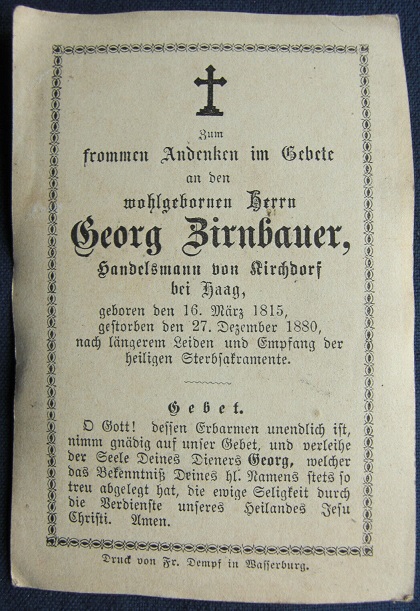 Zum
frommen Andenken im Gebete
an den
wohlgebornen Herrn
Georg Zirnbauer,
Handelsmann von Kirchdorf
bei Haag,
geboren den 16. März 1815,
gestorben den 27. Dezember 1880,
nach längerem Leiden und Empfang der
heiligen Sterbsakramente.
Gebet.
O Gott! dessen Erbarmen unendlich ist,
nimm gnädig auf unser Gebet, und verleihe
der Seele Deines Dieners Georg, welcher
das Bekenntniß Deines hl. Namens stets so
treu abgelegt hat, die ewige Seligkeit durch
die Verdienste unseres Heilandes Jesu
Christi. Amen.
Druck von Fr. Dempf in Wasserburg.